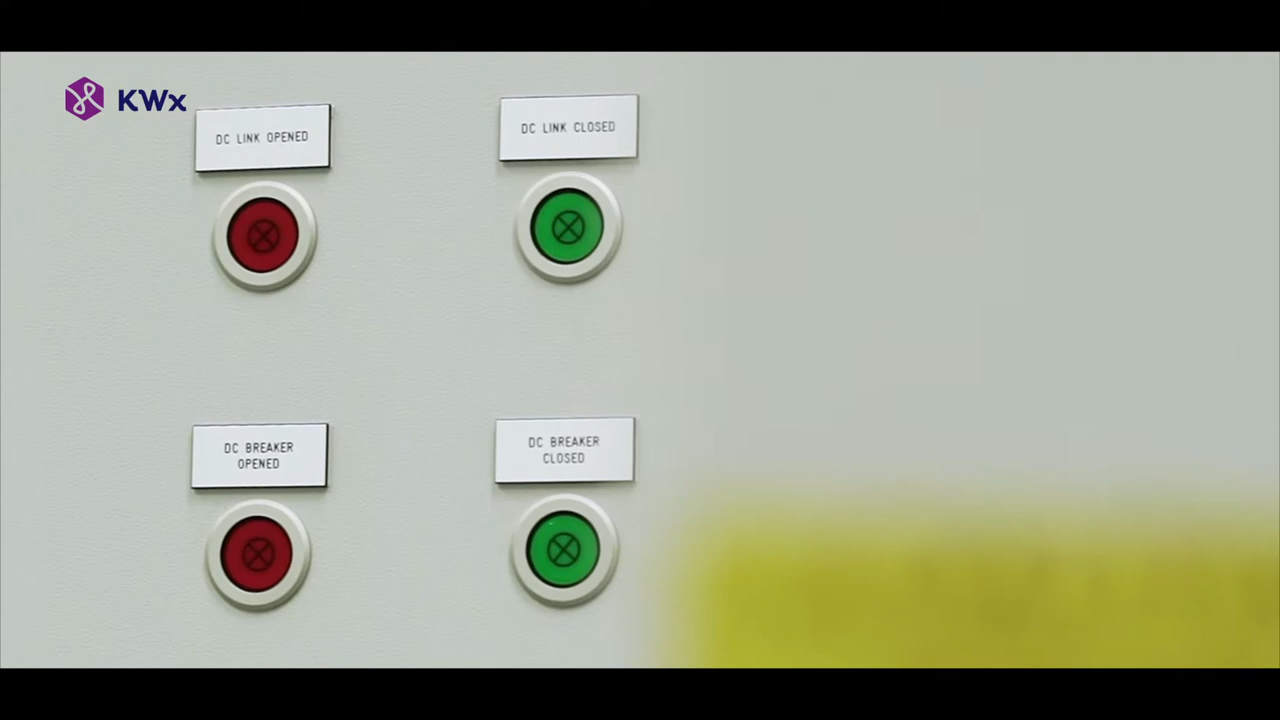 KWx
DC LINK OPENED
DC LINK CLOSED
DC BREAKER
OPENED
DC BREAKER
CLOSED